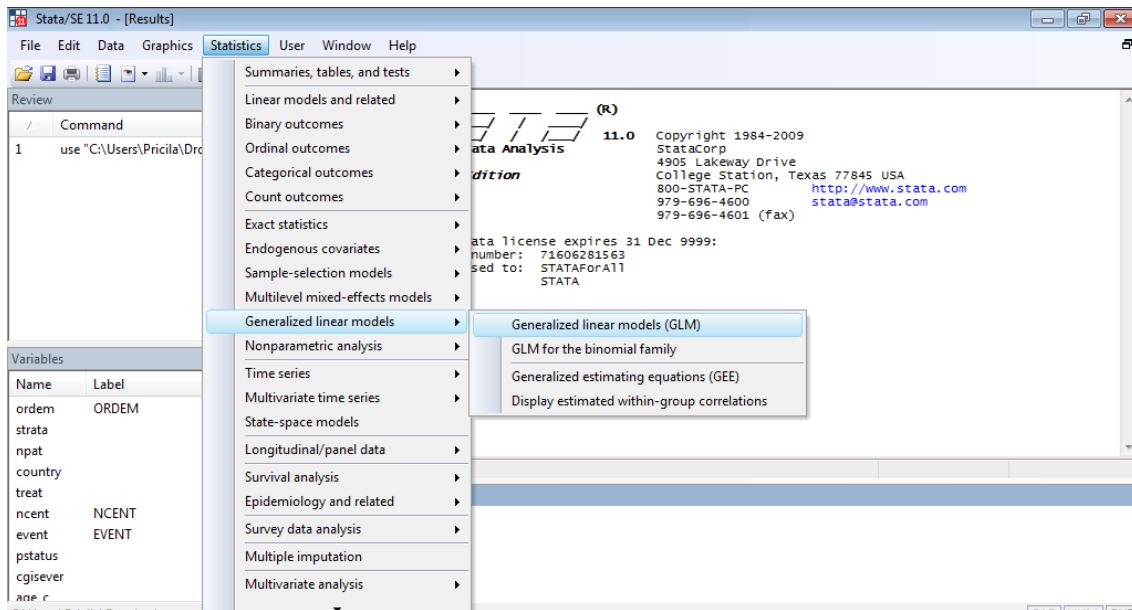 Stata/SE 11.0 - [Results]
File Edit Data Graphics Statistics User Window Help
Review
Command
1 use "C:\Users\Pricila\Dro
Variables
Name Label
ordem ORDEM
strata
npat
country
treat
ncent NCENT
event EVENT
pstatus
cgisever
age_c
Summaries, tables, and tests
Linear models and related
Binary outcomes
Ordinal outcomes
Categorical outcomes
Count outcomes
Exact statistics
Endogenous covariates
Sample-selection models
Multilevel mixed-effects models
Generalized linear models
Nonparametric analysis
Time series
Multivariate time series
State-space models
Longitudinal/panel data
Survival analysis
Epidemiology and related
Survey data analysis
Multiple imputation
Multivariate analysis
Generalized linear models (GLM)
GLM for the binomial family
Generalized estimating equations (GEE)
Display estimated within-group correlations
(R)
11.0 Copyright 1984-2009
ata Analysis StataCorp
4905 Lakeway Drive
dition College Station, Texas 77845 USA
800-STATA-PC http://www.stata.com
979-696-4600 stata@stata.com
979-696-4601 (fax)
ata license expires 31 Dec 9999:
number: 71606281563
sed to: STATAForAll
STATA